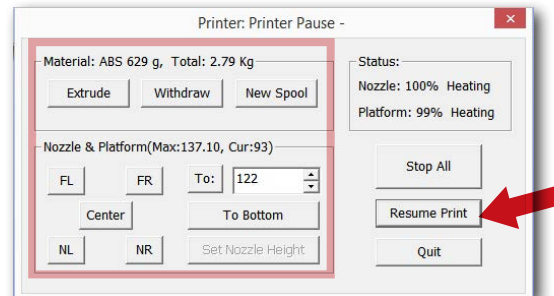 Printer: Printer Pause -
Material: ABS 629 g, Total: 2.79 Kg
Extrude Withdraw New Spool
Status:
Nozzle: 100% Heating
Platform: 99% Heating
Nozzle & Platform(Max:137.10, Cur:93)
FL FR To: 122
Center To Bottom
NL NR Set Nozzle Height
Stop All
Resume Print
Quit